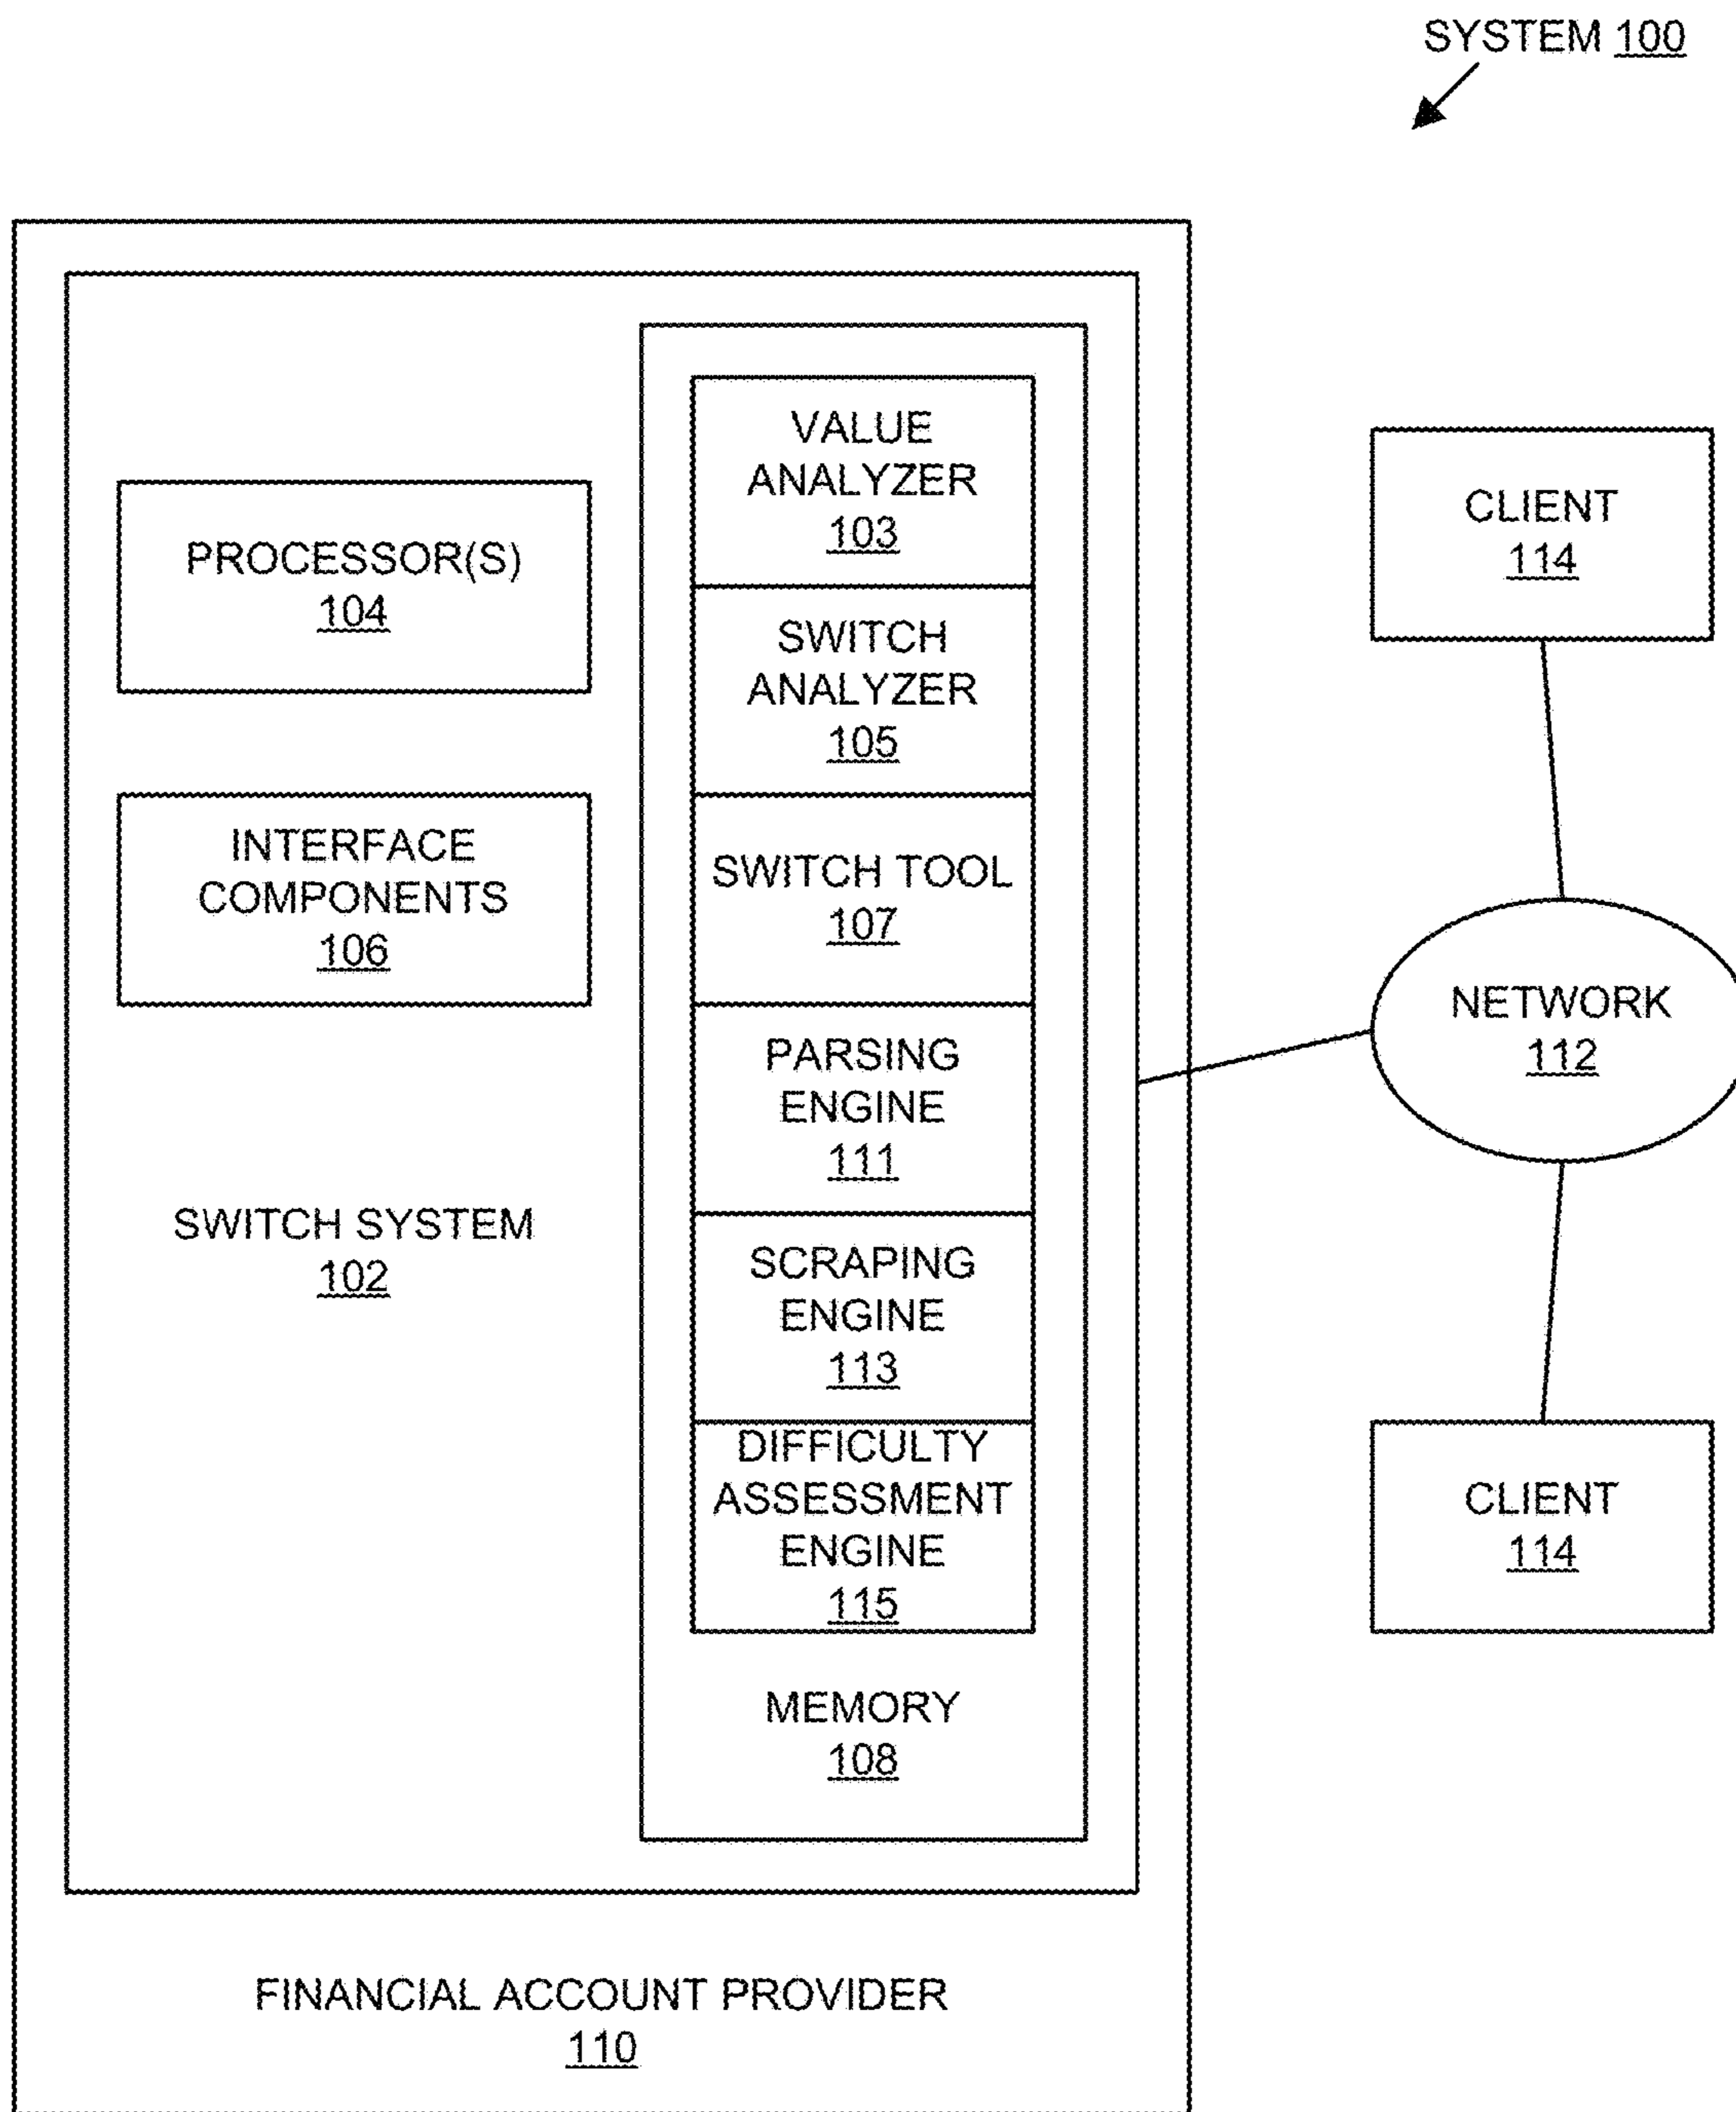 SYSTEM 100
VALUE
ANALYZER
103
PROCESSOR(S)
104
SWITCH
ANALYZER
105
INTERFACE
COMPONENTS
106
SWITCH TOOL
107
PARSING
ENGINE
111
SWITCH SYSTEM
102
SCRAPING
ENGINE
113
DIFFICULTY
ASSESSMENT
ENGINE
115
MEMORY
108
FINANCIAL ACCOUNT PROVIDER
110
CLIENT
114
NETWORK
112
CLIENT
114